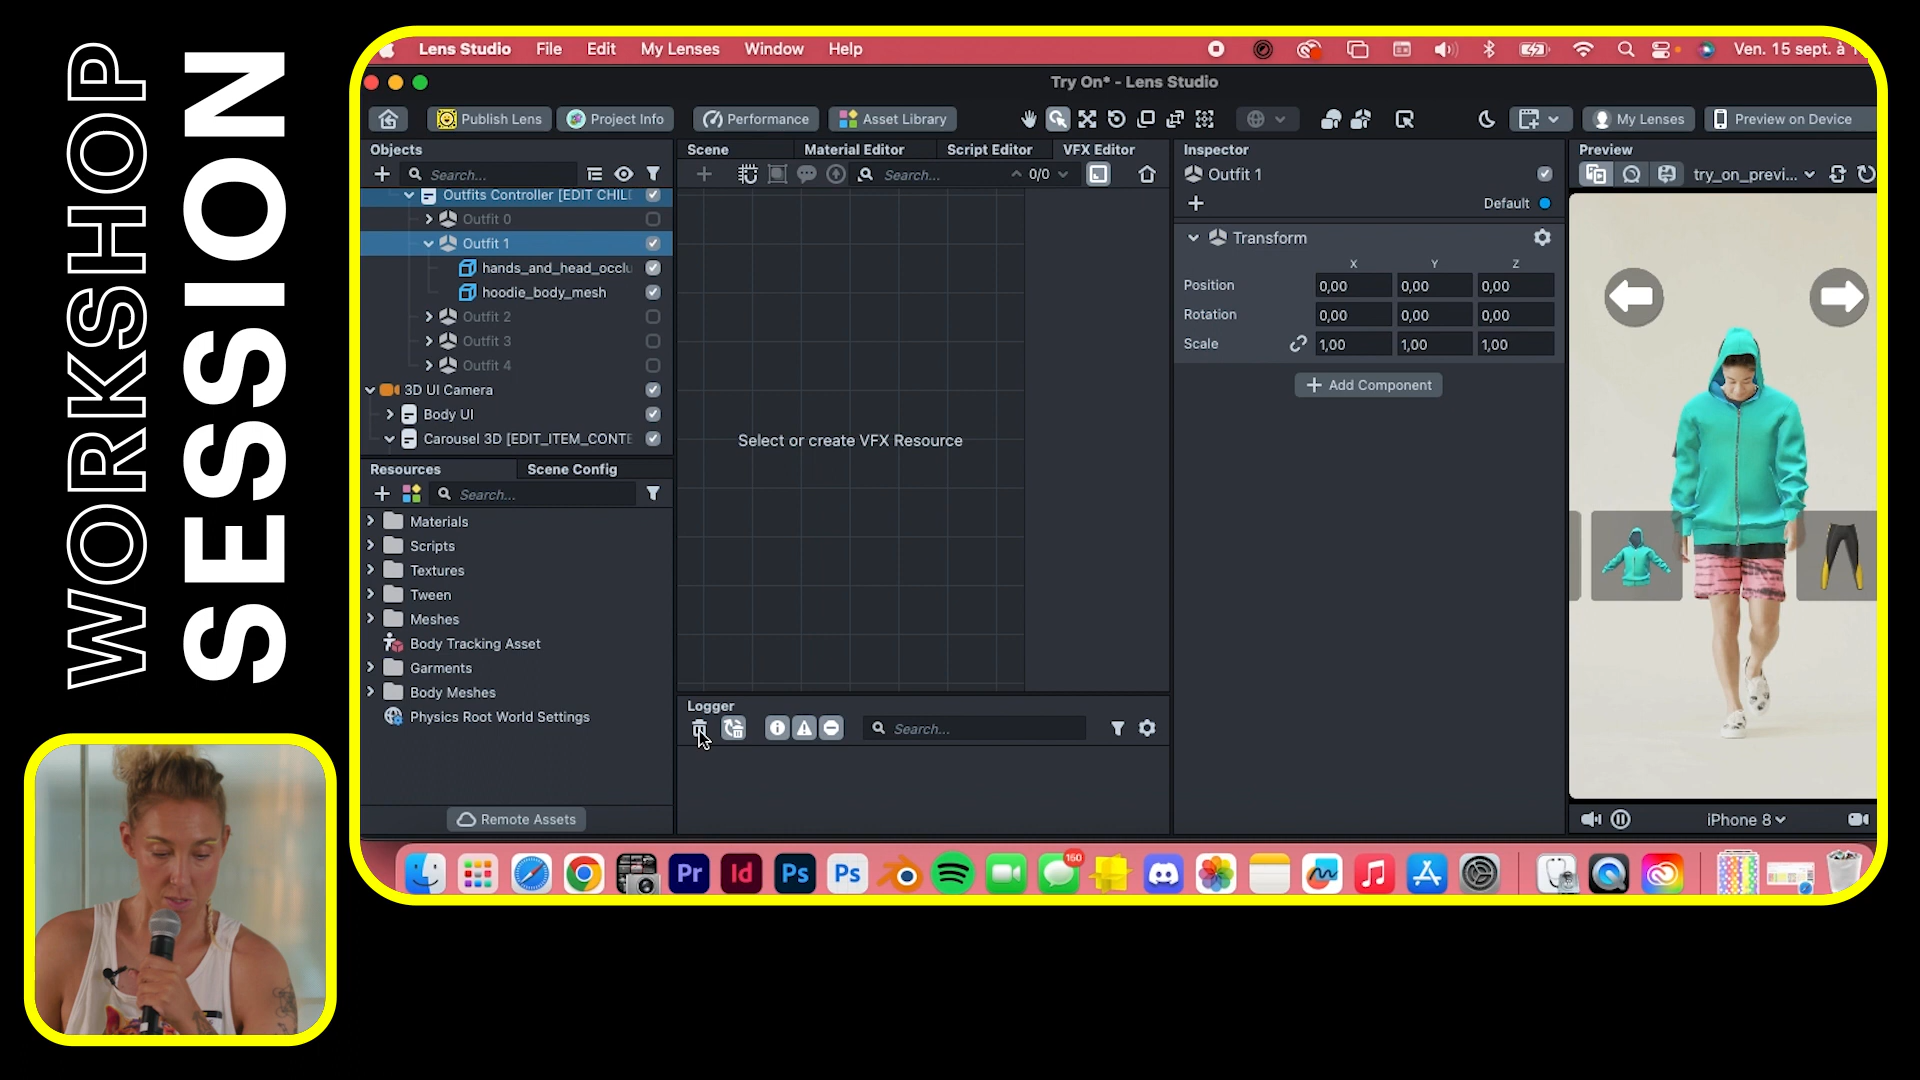 WORKSHOP
SESSION
Lens Studio File Edit My Lenses Window Help
Ven. 15 sept. à
Try On* - Lens Studio
Publish Lens Project Info Performance Asset Library My Lenses Preview on Device
Objects
Search...
Outfits Controller [EDIT CHIL
Outfit 0
Outfit 1
hands_and_head_occlu
hoodie_body_mesh
Outfit 2
Outfit 3
Outfit 4
3D UI Camera
Body UI
Carousel 3D [EDIT_ITEM_CONTE
Resources Scene Config
Search...
Materials
Scripts
Textures
Tween
Meshes
Body Tracking Asset
Garments
Body Meshes
Physics Root World Settings
Remote Assets
Scene Material Editor Script Editor VFX Editor
Search... 0/0
Select or create VFX Resource
Logger
Search...
Inspector
Outfit 1
Default
Transform
X Y Z
Position 0,00 0,00 0,00
Rotation 0,00 0,00 0,00
Scale 1,00 1,00 1,00
Add Component
Preview
try_on_previ...
iPhone 8
Pr Id Ps Ps 160